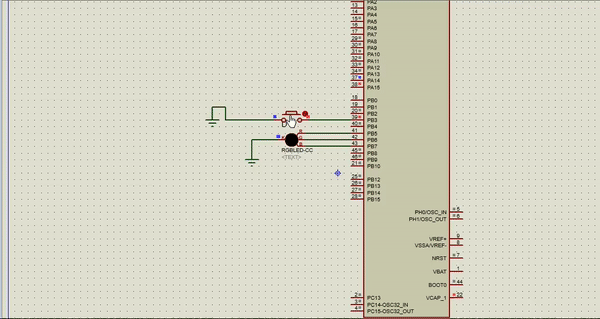 PA2
13 PA3
14 PA4
15 PA5
16 PA6
17 PA7
29 PA8
30 PA9
31 PA10
32 PA11
33 PA12
34 PA13
37 PA14
38 PA15
18 PB0
19 PB1
20 PB2
39 PB3
40 PB4
41 PB5
42 PB6
43 PB7
45 PB8
46 PB9
21 PB10
RGBLED-CC
<TEXT>
25 PB12
26 PB13
27 PB14
28 PB15
PH0/OSC_IN 5
PH1/OSC_OUT 6
VREF+ 9
VSSA/VREF- 8
NRST 7
VBAT 1
BOOT0 44
2 PC13 VCAP_1 22
3 PC14-OSC32_IN
4 PC15-OSC32_OUT